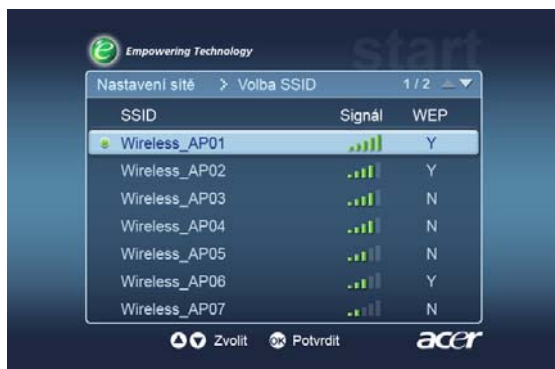 start
Empowering Technology
Nastavení sítě > Volba SSID 1 / 2
SSID Signál WEP
Wireless_AP01 Y
Wireless_AP02 Y
Wireless_AP03 N
Wireless_AP04 N
Wireless_AP05 N
Wireless_AP06 Y
Wireless_AP07 N
Zvolit OK Potvrdit acer